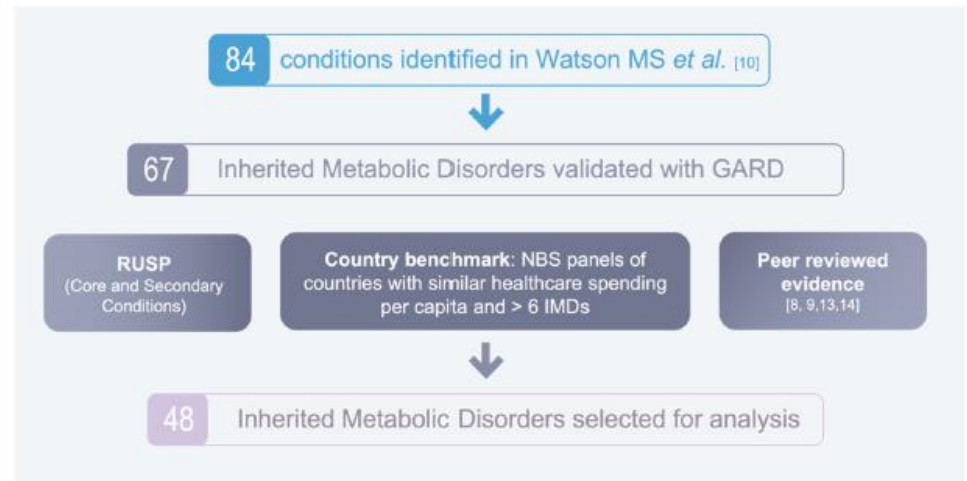 84 conditions identified in Watson MS et al. [10]
67 Inherited Metabolic Disorders validated with GARD
RUSP
(Core and Secondary
Conditions)
Country benchmark: NBS panels of
countries with similar healthcare spending
per capita and > 6 IMDs
Peer reviewed
evidence
[8, 9,13,14]
48 Inherited Metabolic Disorders selected for analysis